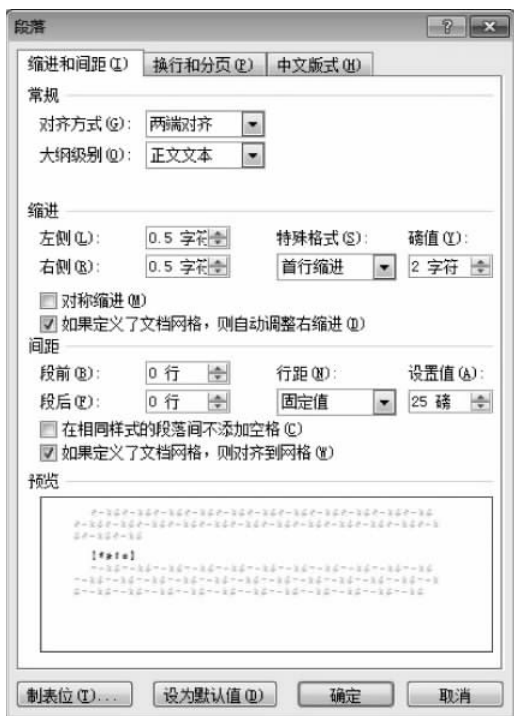 段落
缩进和间距(I) 换行和分页(P) 中文版式(H)
常规
对齐方式(G): 两端对齐
大纲级别(O): 正文文本
缩进
左侧(L): 0.5 字符 特殊格式(S): 磅值(Y):
右侧(R): 0.5 字符 首行缩进 2 字符
对称缩进(M)
如果定义了文档网格，则自动调整右缩进(D)
间距
段前(B): 0 行 行距(N): 设置值(A):
段后(F): 0 行 固定值 25 磅
在相同样式的段落间不添加空格(C)
如果定义了文档网格，则对齐到网格(W)
预览
制表位(T)... 设为默认值(D) 确定 取消